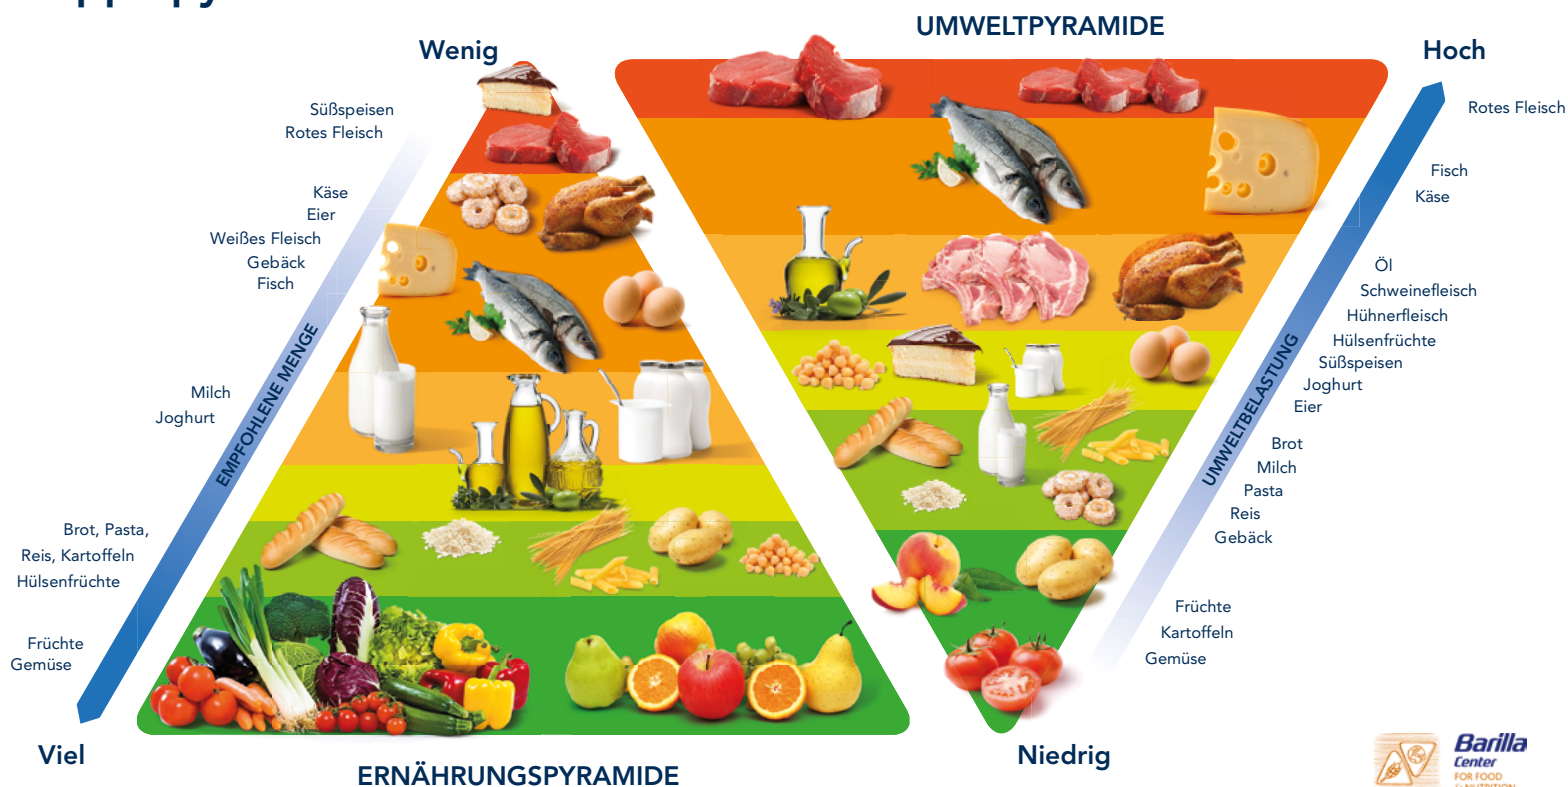 UMWELTPYRAMIDE
Wenig
Hoch
Süßspeisen
Rotes Fleisch
Käse
Eier
Weißes Fleisch
Gebäck
Fisch
EMPFOHLENE MENGE
Milch
Joghurt
Brot, Pasta,
Reis, Kartoffeln
Hülsenfrüchte
Früchte
Gemüse
Viel
ERNÄHRUNGSPYRAMIDE
Rotes Fleisch
Fisch
Käse
Öl
Schweinefleisch
Hühnerfleisch
Hülsenfrüchte
Süßspeisen
Joghurt
Eier
UMWELTBELASTUNG
Brot
Milch
Pasta
Reis
Gebäck
Früchte
Kartoffeln
Gemüse
Niedrig
Barilla
Center
FOR FOOD
& NUTRITION